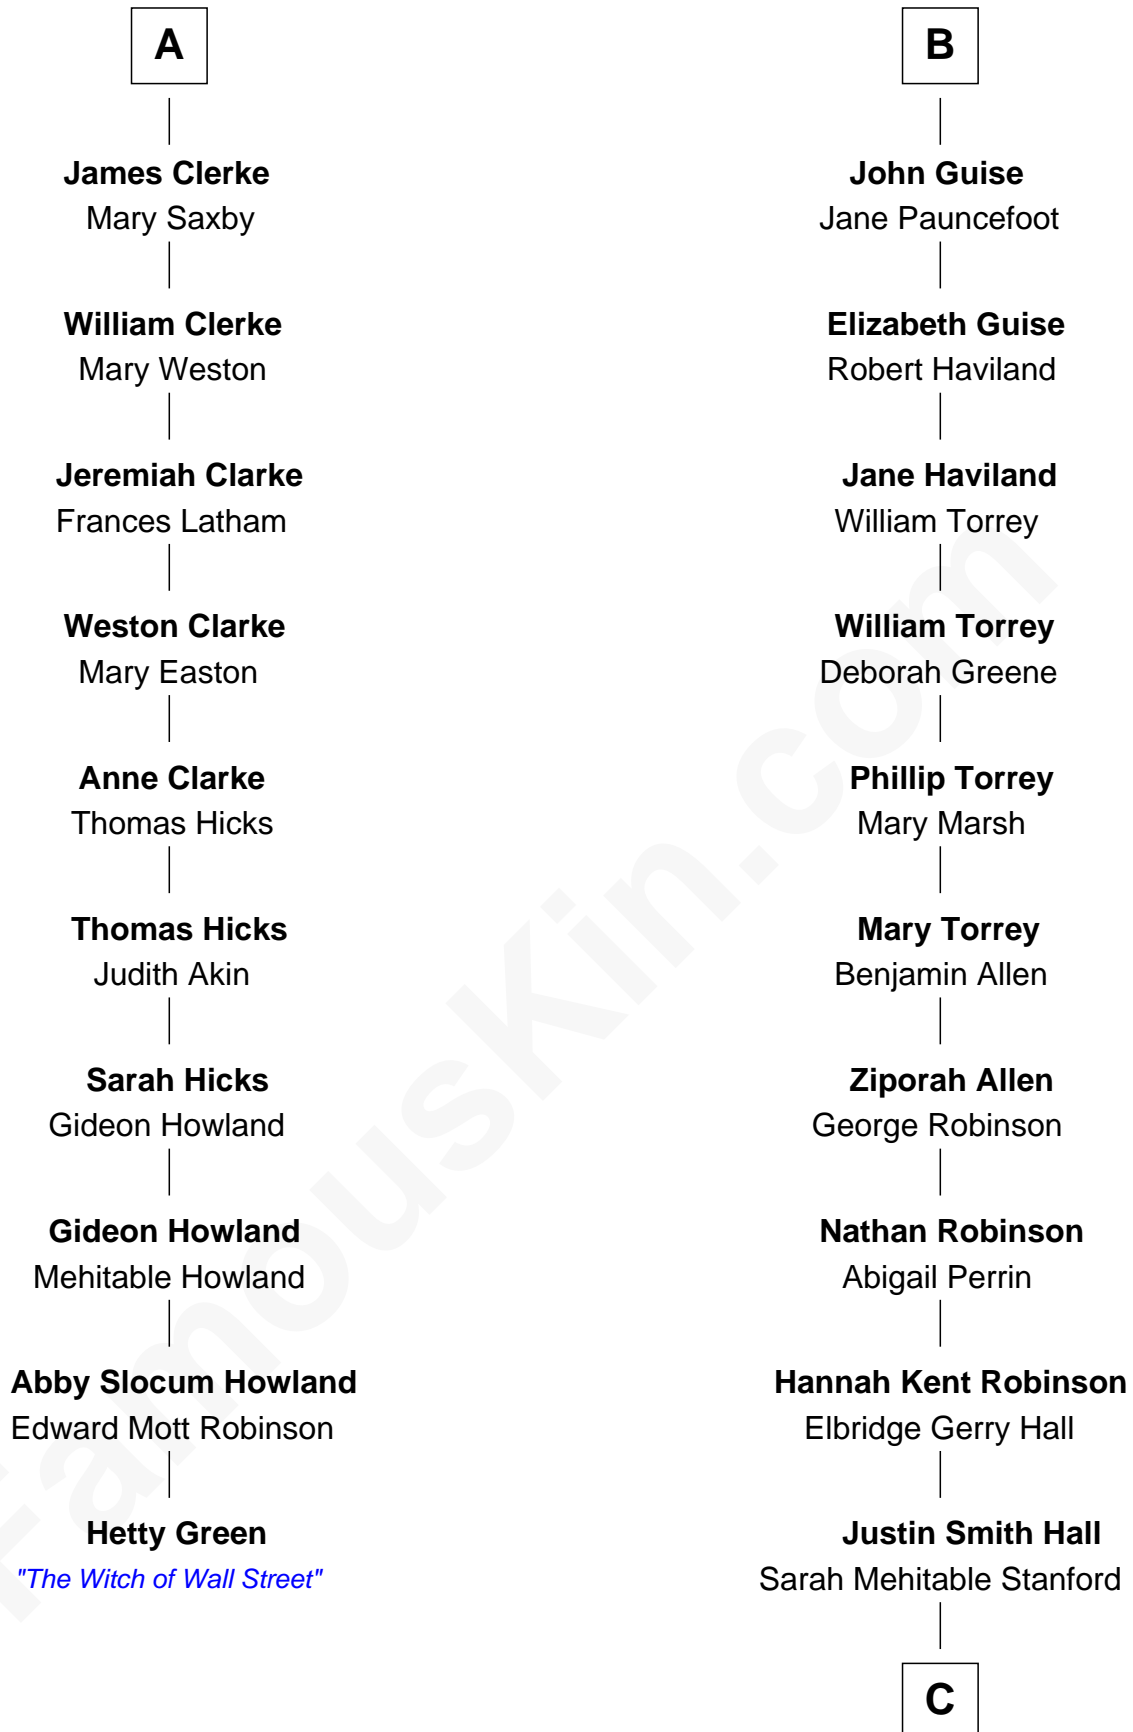 A
James Clerke
Mary Saxby
William Clerke
Mary Weston
Jeremiah Clarke
Frances Latham
Weston Clarke
Mary Easton
Anne Clarke
Thomas Hicks
Thomas Hicks
Judith Akin
Sarah Hicks
Gideon Howland
Gideon Howland
Mehitable Howland
Abby Slocum Howland
Edward Mott Robinson
Hetty Green
"The Witch of Wall Street"
B
John Guise
Jane Pauncefoot
Elizabeth Guise
Robert Haviland
Jane Haviland
William Torrey
William Torrey
Deborah Greene
Phillip Torrey
Mary Marsh
Mary Torrey
Benjamin Allen
Ziporah Allen
George Robinson
Nathan Robinson
Abigail Perrin
Hannah Kent Robinson
Elbridge Gerry Hall
Justin Smith Hall
Sarah Mehitable Stanford
C
FamousKin.com